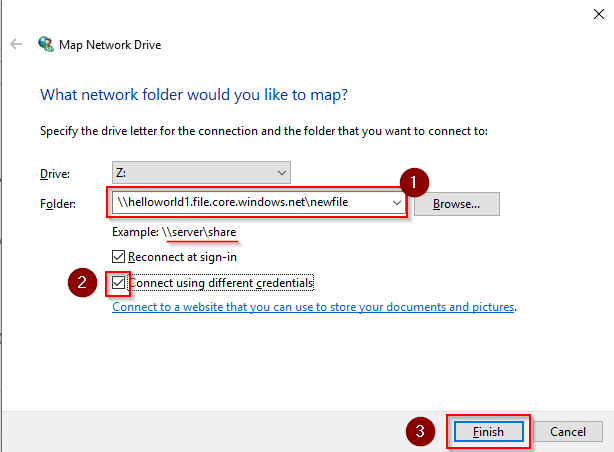 Map Network Drive
What network folder would you like to map?
Specify the drive letter for the connection and the folder that you want to connect to:
Drive: Z:
1
Folder: \\helloworld1.file.core.windows.net\newfile Browse...
Example: \\server\share
Reconnect at sign-in
2 Connect using different credentials
Connect to a website that you can use to store your documents and pictures.
3 Finish Cancel